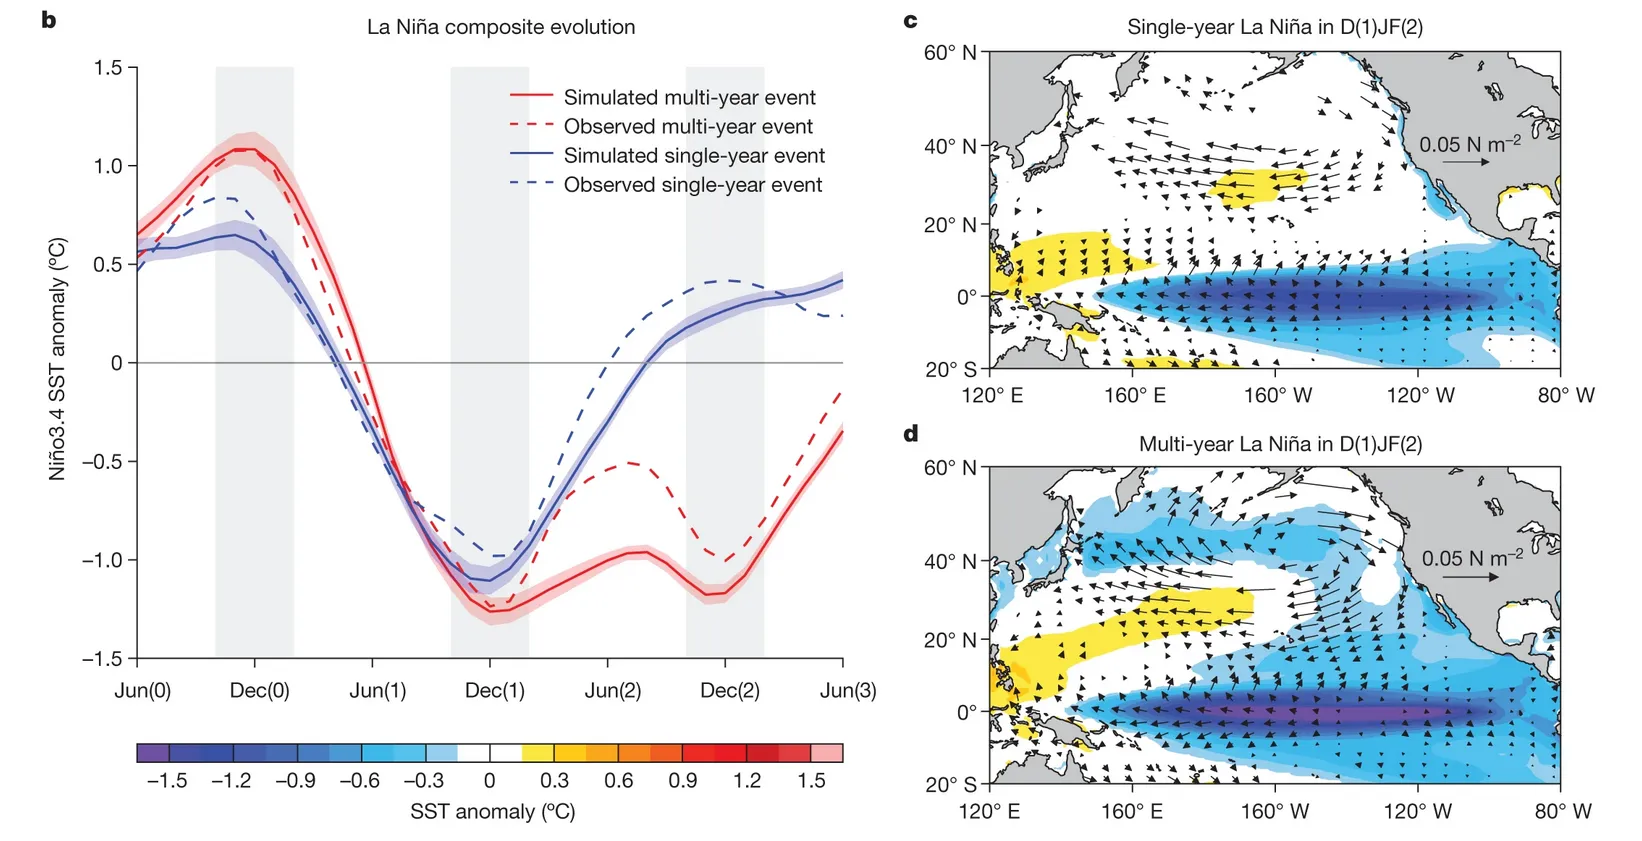 b
La Niña composite evolution
Niño3.4 SST anomaly (ºC)
1.5
1.0
0.5
0
–0.5
–1.0
–1.5
Simulated multi-year event
Observed multi-year event
Simulated single-year event
Observed single-year event
Jun(0) Dec(0) Jun(1) Dec(1) Jun(2) Dec(2) Jun(3)
–1.5 –1.2 –0.9 –0.6 –0.3 0 0.3 0.6 0.9 1.2 1.5
SST anomaly (ºC)
c
Single-year La Niña in D(1)JF(2)
60° N
40° N
20° N
0°
20° S
0.05 N m⁻²
120° E 160° E 160° W 120° W 80° W
d
Multi-year La Niña in D(1)JF(2)
60° N
40° N
20° N
0°
20° S
0.05 N m⁻²
120° E 160° E 160° W 120° W 80° W